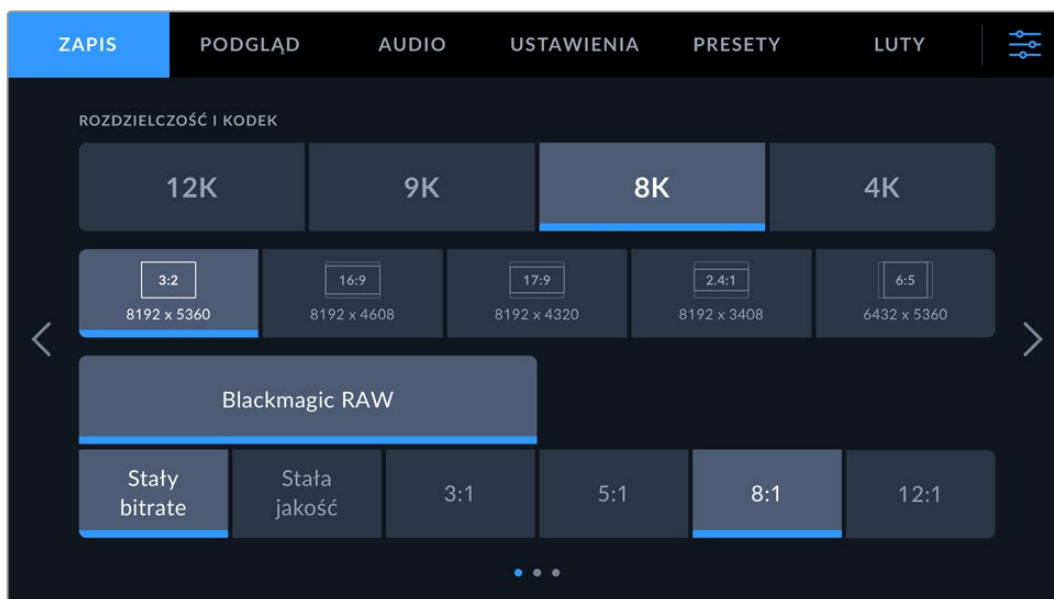 ZAPIS PODGLĄD AUDIO USTAWIENIA PRESETY LUTY
ROZDZIELCZOŚĆ I KODEK
12K 9K 8K 4K
3:2 16:9 17:9 2.4:1 6:5
8192 x 5360 8192 x 4608 8192 x 4320 8192 x 3408 6432 x 5360
Blackmagic RAW
Stały bitrate Stała jakość 3:1 5:1 8:1 12:1